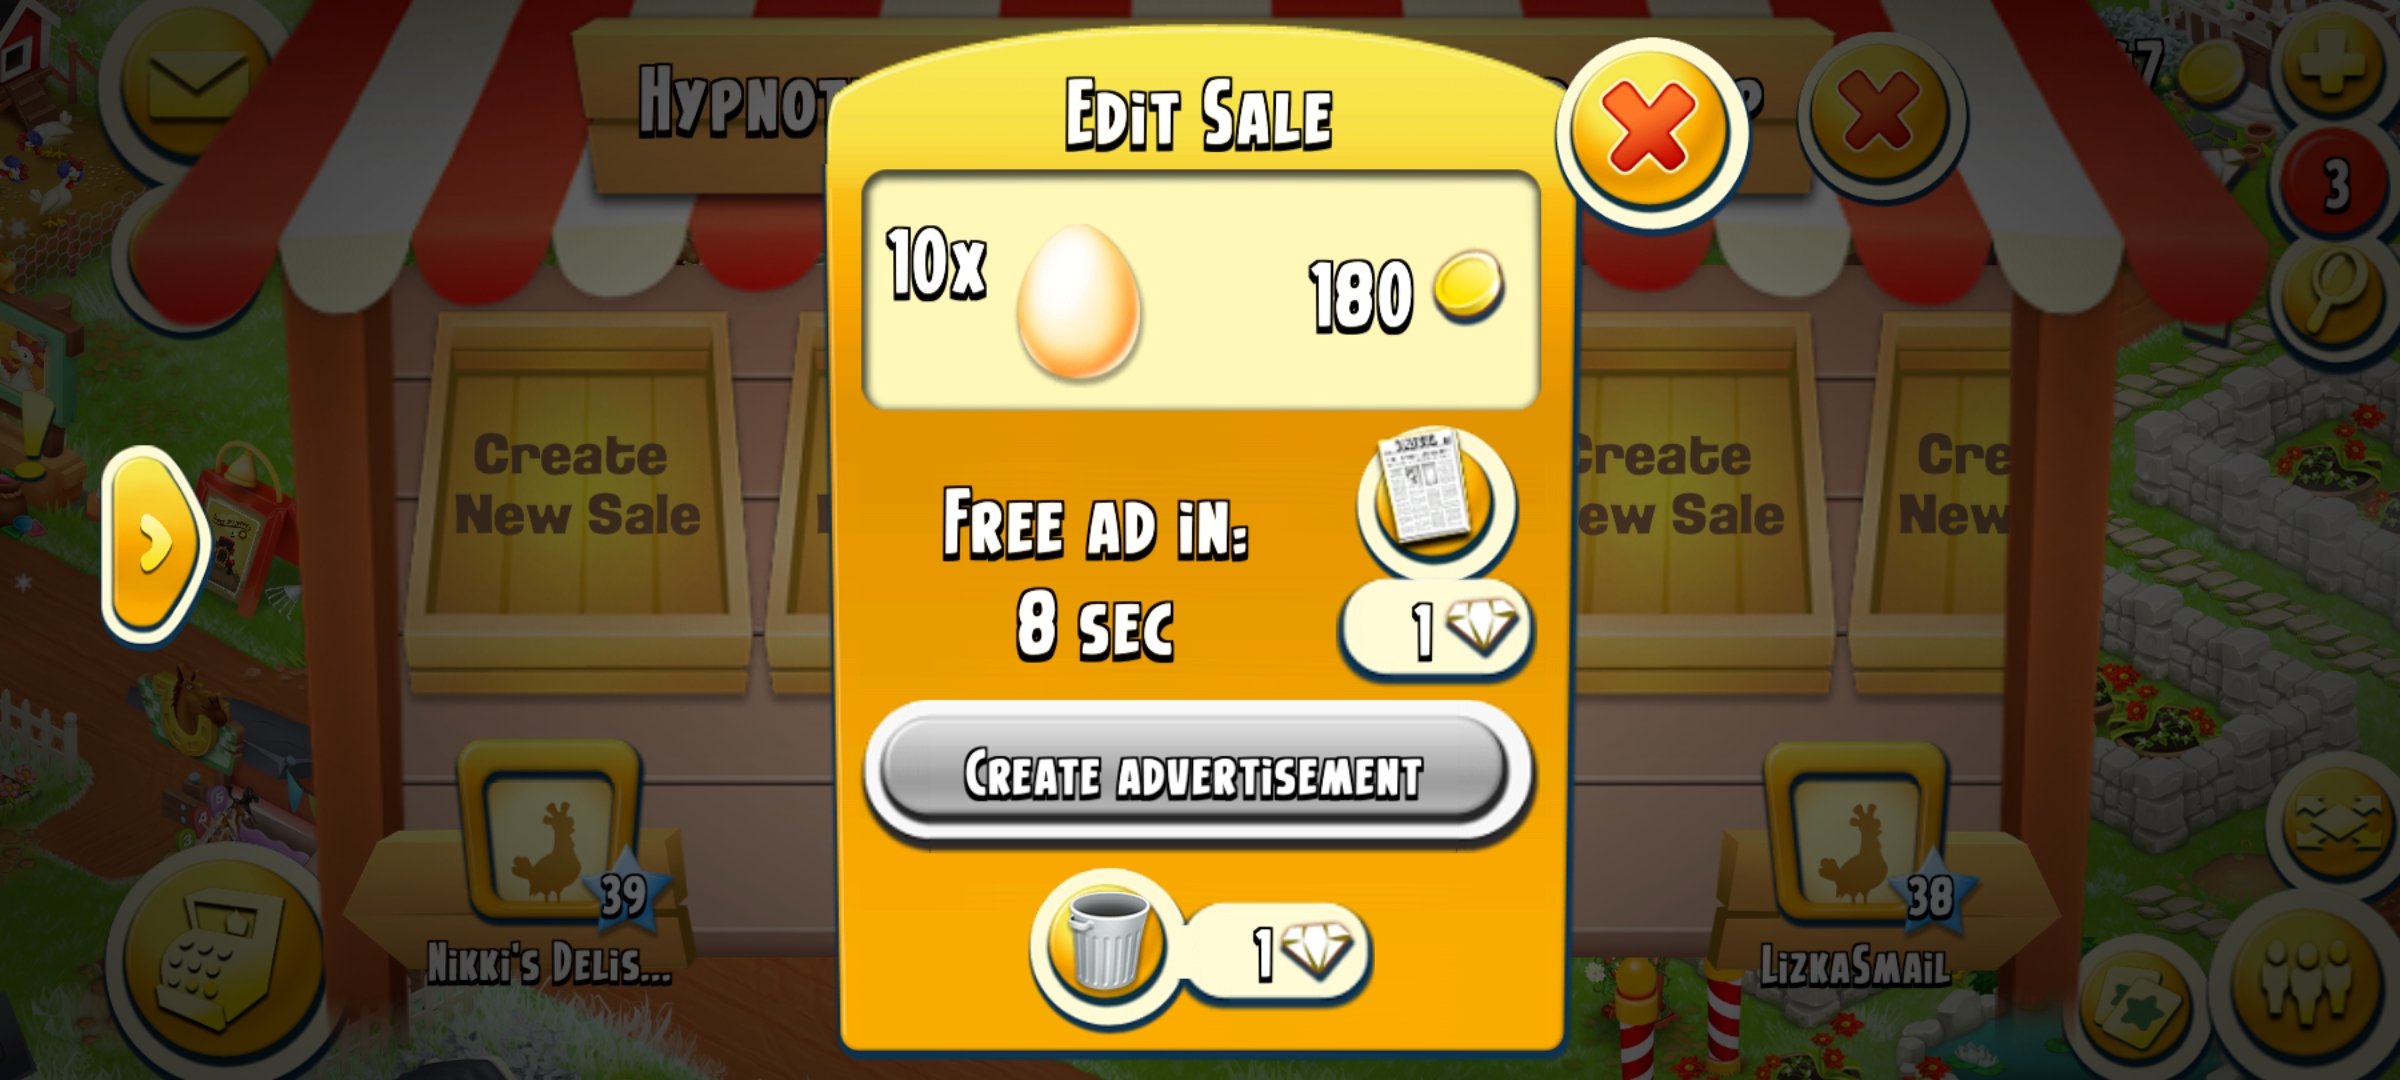 Hypnot
Edit Sale
10x
180
3
Create
New Sale
Free ad in:
8 sec
1
Create
New Sale
Create advertisement
39
Nikki's Delis...
1
38
LizkaSmail